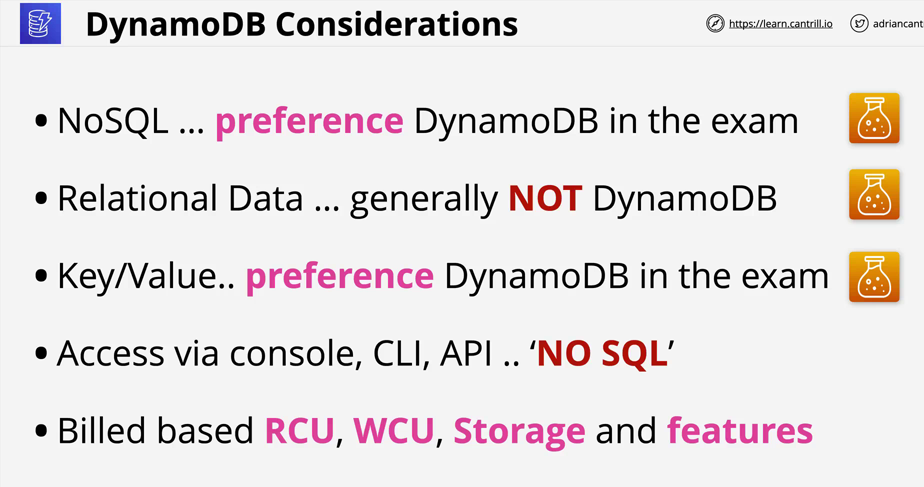 DynamoDB Considerations
https://learn.cantrill.io
adriancant
• NoSQL ... preference DynamoDB in the exam
• Relational Data ... generally NOT DynamoDB
• Key/Value.. preference DynamoDB in the exam
• Access via console, CLI, API .. ‘NO SQL’
• Billed based RCU, WCU, Storage and features